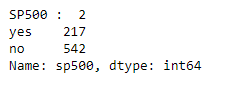 SP500 :  2
yes    217
no     542
Name: sp500, dtype: int64